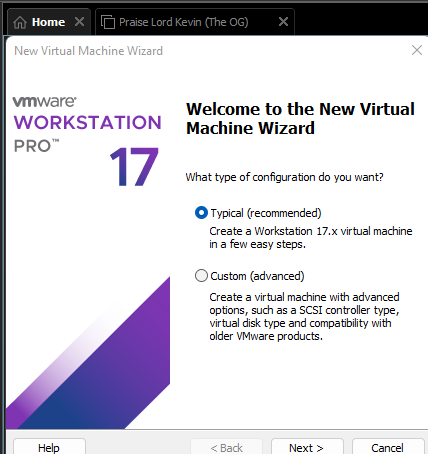 Home
Praise Lord Kevin (The OG)
New Virtual Machine Wizard
vmware®
WORKSTATION
PRO™
17
Welcome to the New Virtual
Machine Wizard
What type of configuration do you want?
Typical (recommended)
Create a Workstation 17.x virtual machine
in a few easy steps.
Custom (advanced)
Create a virtual machine with advanced
options, such as a SCSI controller type,
virtual disk type and compatibility with
older VMware products.
Help
< Back
Next >
Cancel